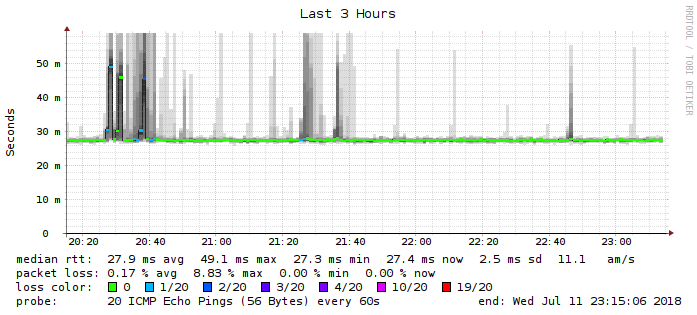 Last 3 Hours
RRDTOOL / TOBI OETIKER
Seconds
50 m
40 m
30 m
20 m
10 m
0
20:20 20:40 21:00 21:20 21:40 22:00 22:20 22:40 23:00
median rtt: 27.9 ms avg 49.1 ms max 27.3 ms min 27.4 ms now 2.5 ms sd 11.1 am/s
packet loss: 0.17 % avg 8.83 % max 0.00 % min 0.00 % now
loss color: 0 1/20 2/20 3/20 4/20 10/20 19/20
probe: 20 ICMP Echo Pings (56 Bytes) every 60s end: Wed Jul 11 23:15:06 2018